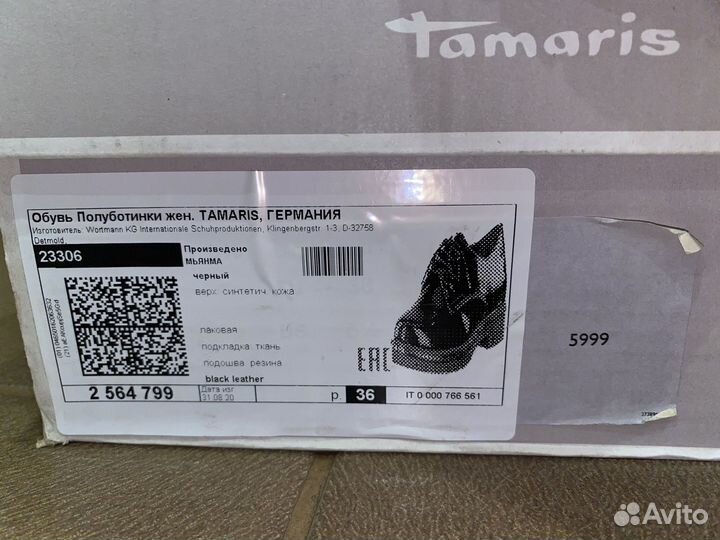 Tamaris
Обувь Полуботинки жен. TAMARIS, ГЕРМАНИЯ
Изготовитель: Wortmann KG Internationale Schuhproduktionen, Klingenbergstr. 1-3, D-32758
Detmold,
23306
Произведено
МЬЯНМА
черный
верх: синтетич. кожа
лаковая
подкладка: ткань
подошва: резина
black leather
EAC
2 564 799
Дата изг.
31.08.20
р.
36
IT 0 000 766 561
5999
Avito